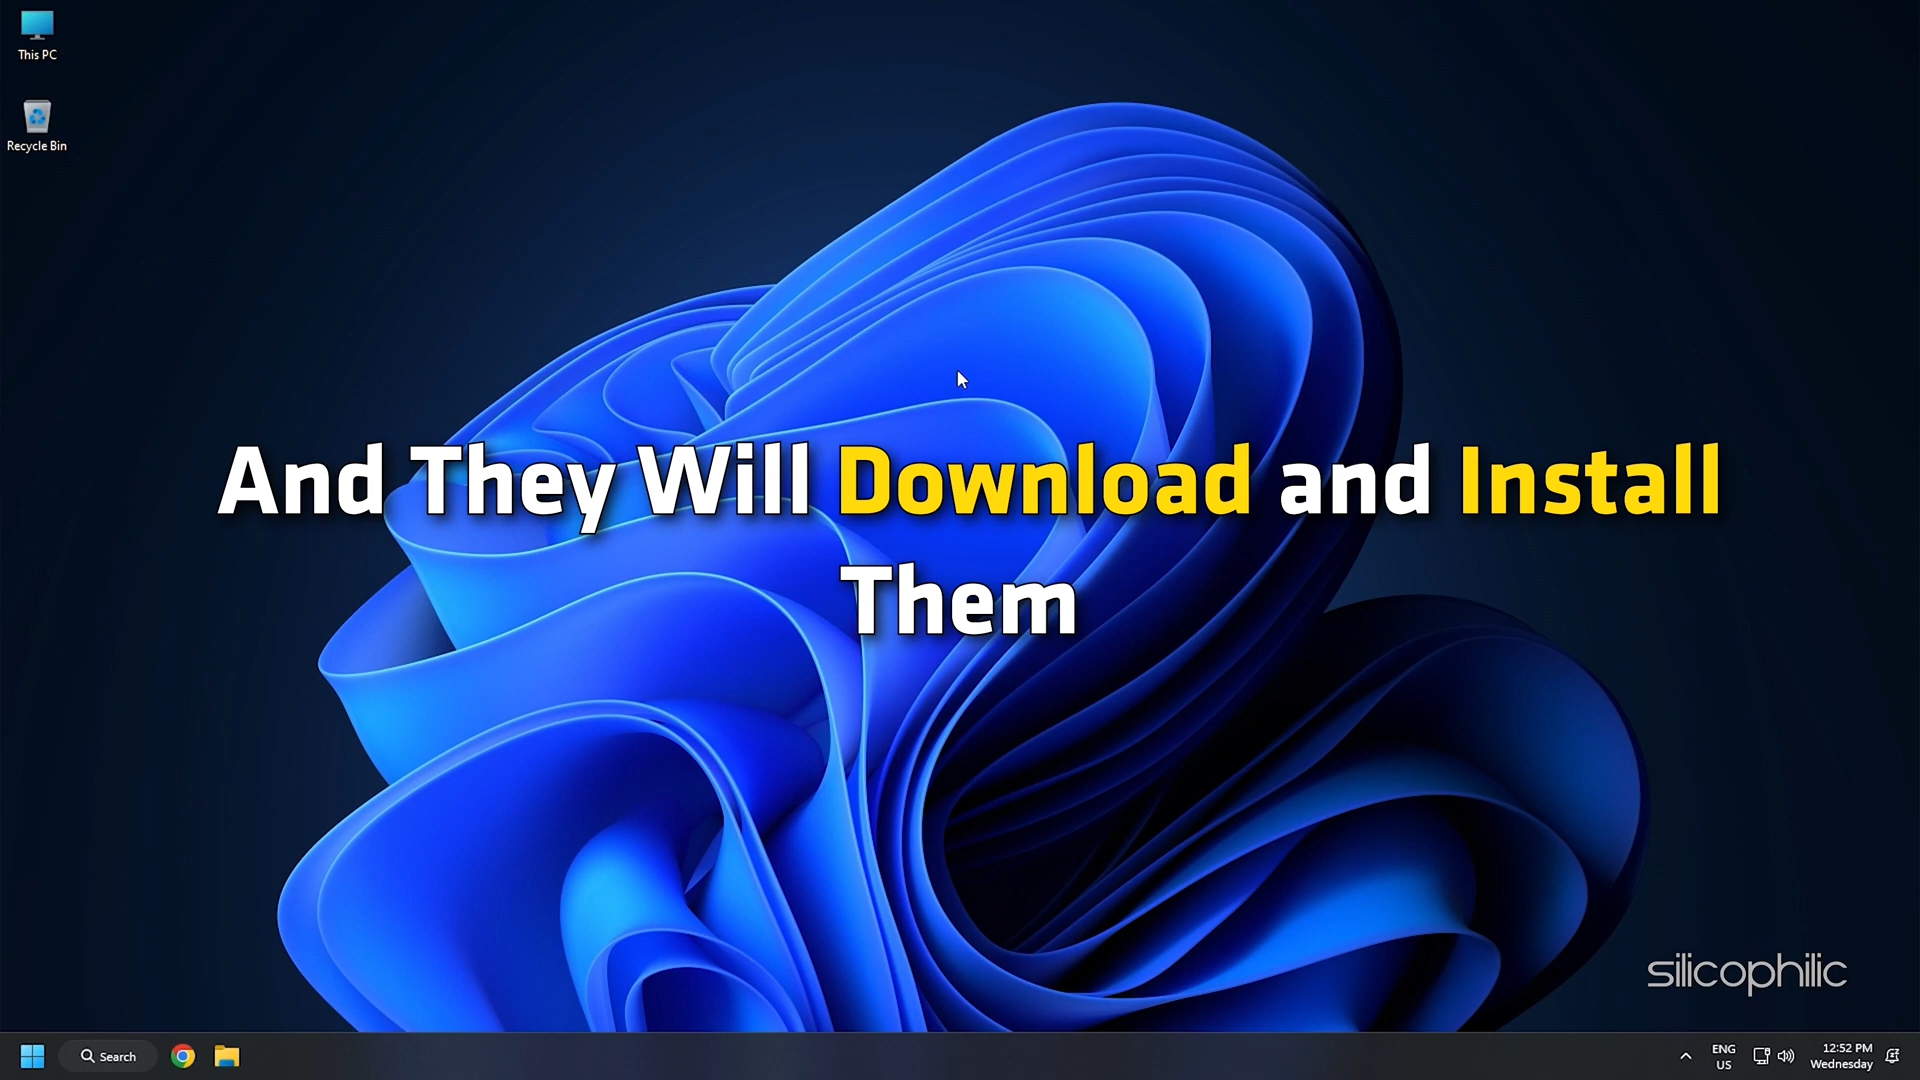 This PC
Recycle Bin
And They Will Download and Install
Them
silicophilic
Search
ENG
US
12:52 PM
Wednesday